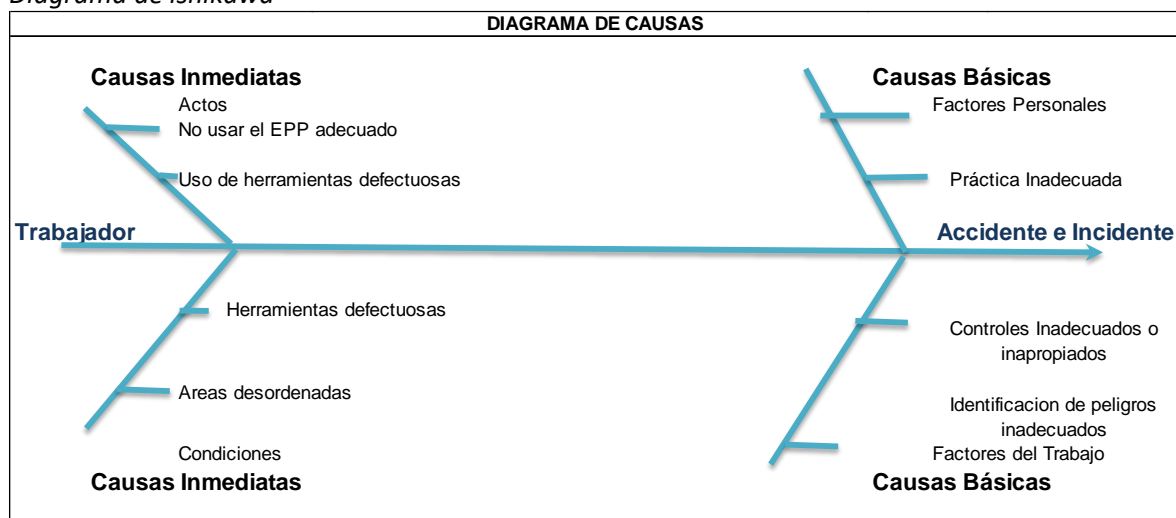 Diagrama de Ishikawa
DIAGRAMA DE CAUSAS
Causas Inmediatas
Actos
No usar el EPP adecuado
Uso de herramientas defectuosas
Causas Básicas
Factores Personales
Práctica Inadecuada
Trabajador
Accidente e Incidente
Herramientas defectuosas
Areas desordenadas
Condiciones
Causas Inmediatas
Controles Inadecuados o
inapropiados
Identificacion de peligros
inadecuados
Factores del Trabajo
Causas Básicas